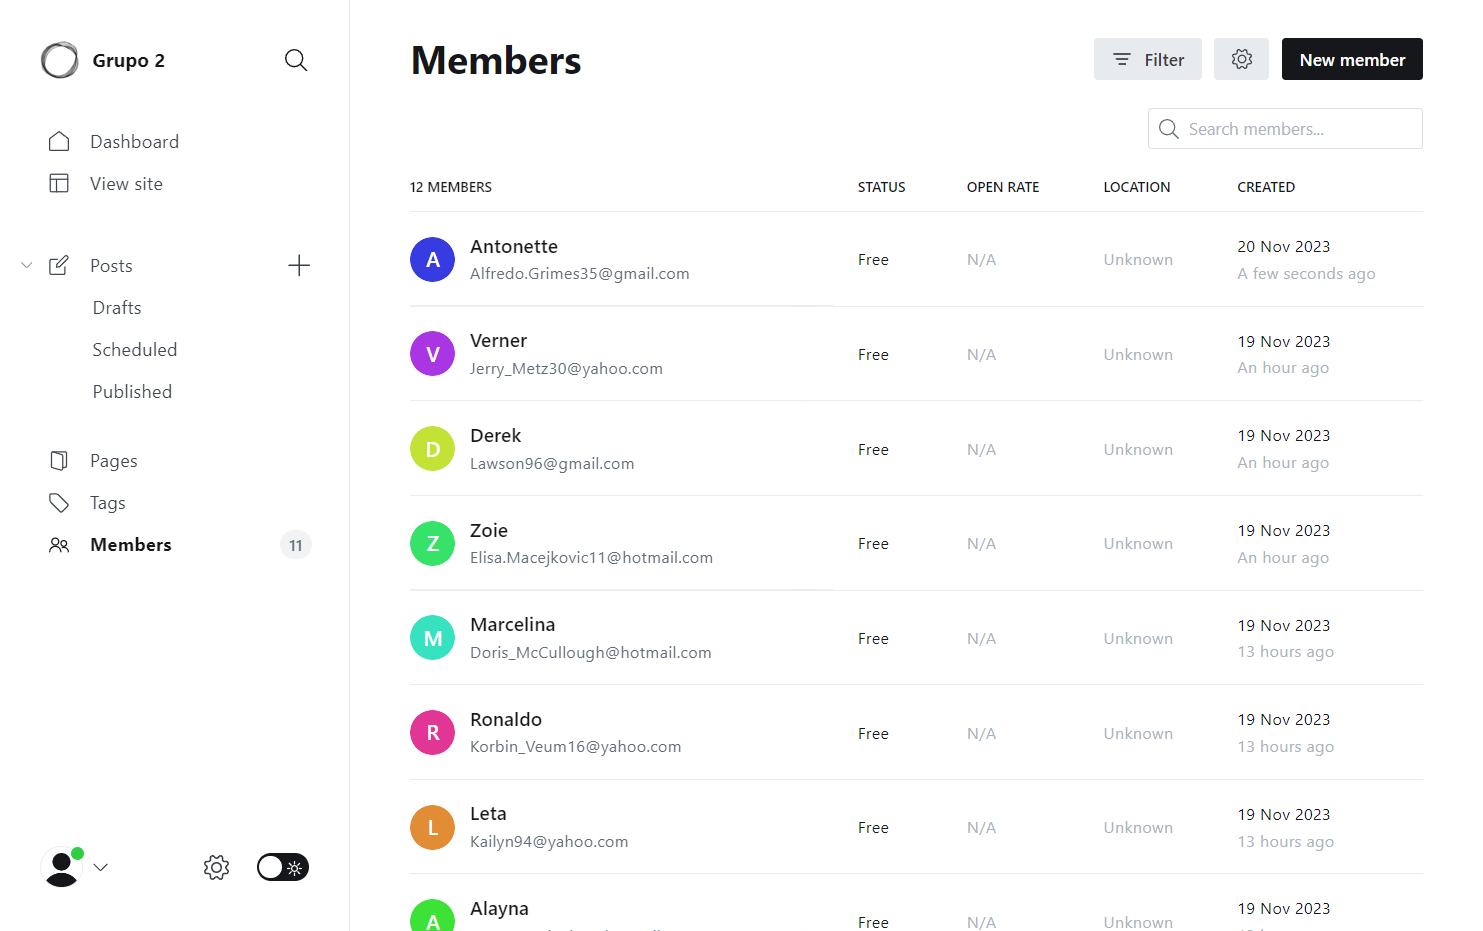 Grupo 2
Dashboard
View site
Posts
Drafts
Scheduled
Published
Pages
Tags
Members 11
Members
Filter
New member
Search members...
12 MEMBERS STATUS OPEN RATE LOCATION CREATED
A Antonette Free N/A Unknown 20 Nov 2023
Alfredo.Grimes35@gmail.com A few seconds ago
V Verner Free N/A Unknown 19 Nov 2023
Jerry_Metz30@yahoo.com An hour ago
D Derek Free N/A Unknown 19 Nov 2023
Lawson96@gmail.com An hour ago
Z Zoie Free N/A Unknown 19 Nov 2023
Elisa.Macejkovic11@hotmail.com An hour ago
M Marcelina Free N/A Unknown 19 Nov 2023
Doris_McCullough@hotmail.com 13 hours ago
R Ronaldo Free N/A Unknown 19 Nov 2023
Korbin_Veum16@yahoo.com 13 hours ago
L Leta Free N/A Unknown 19 Nov 2023
Kailyn94@yahoo.com 13 hours ago
A Alayna Free N/A Unknown 19 Nov 2023